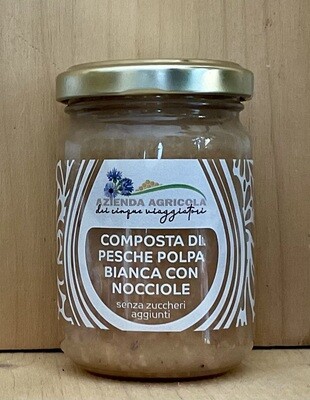 AZIENDA AGRICOLA
dei cinque viaggiatori
COMPOSTA DI
PESCHE POLPA
BIANCA CON
NOCCIOLE
senza zuccheri
aggiunti